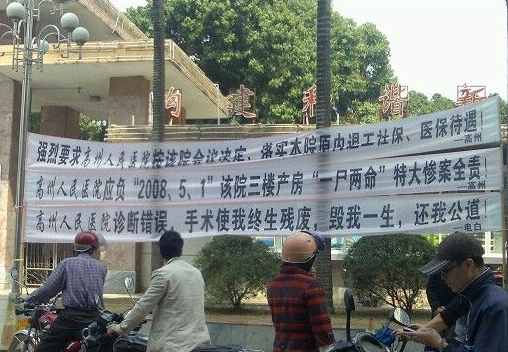 构建和谐新
强烈要求高州人民医院按该院会议决定、落实本院原内退工社保、医保待遇！
—高州
高州人民医院应负“2008、5、1”该院三楼产房“一尸两命”特大惨案全责！
—高州
高州人民医院诊断错误，手术使我终生残废，毁我一生，还我公道！
—电白